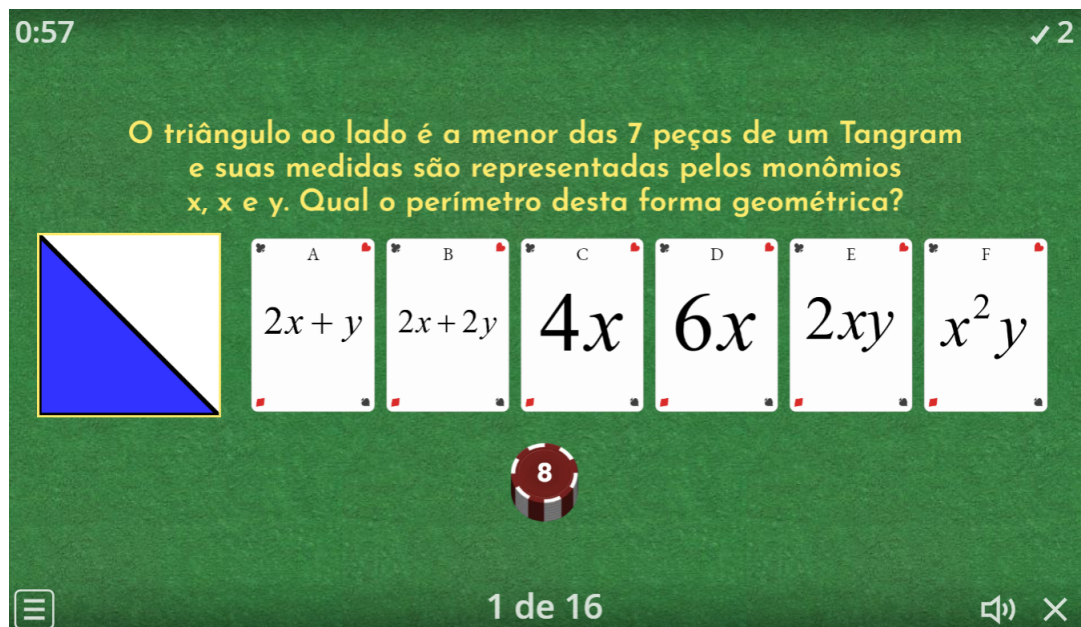 0:57
✓ 2
O triângulo ao lado é a menor das 7 peças de um Tangram
e suas medidas são representadas pelos monômios
x, x e y. Qual o perímetro desta forma geométrica?
A
2x + y
B
2x + 2y
C
4x
D
6x
E
2xy
F
x²y
8
1 de 16